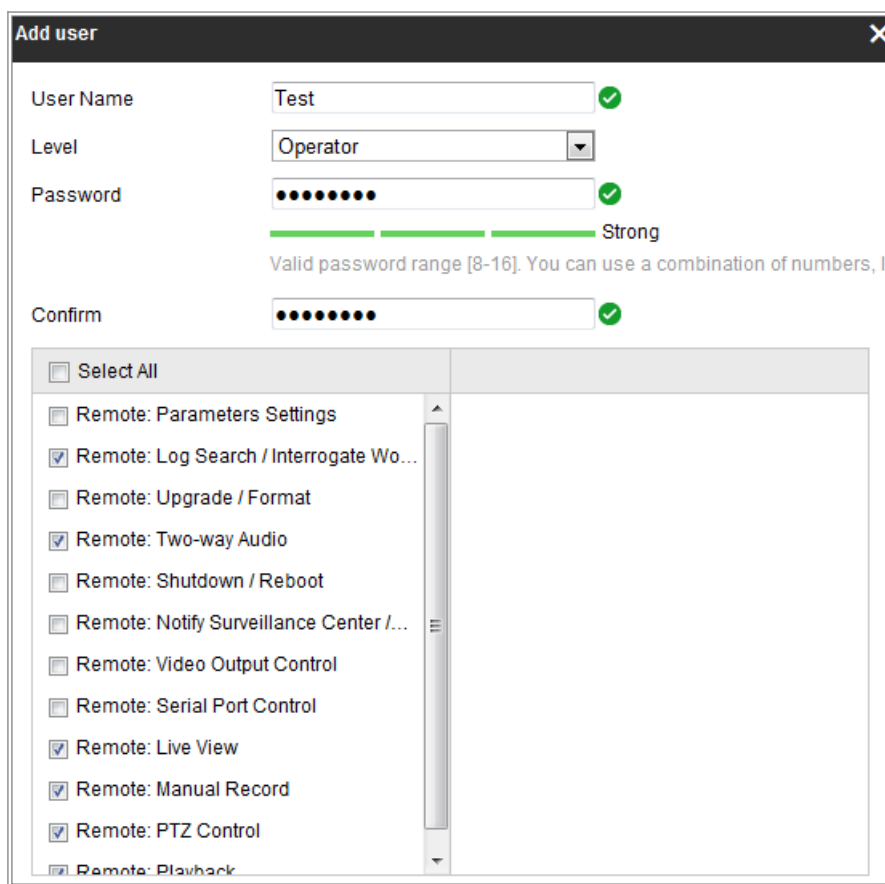 Add user
User Name Test
Level Operator
Password ●●●●●●●●
Strong
Valid password range [8-16]. You can use a combination of numbers,
Confirm ●●●●●●●●
Select All
Remote: Parameters Settings
Remote: Log Search / Interrogate Wo...
Remote: Upgrade / Format
Remote: Two-way Audio
Remote: Shutdown / Reboot
Remote: Notify Surveillance Center /...
Remote: Video Output Control
Remote: Serial Port Control
Remote: Live View
Remote: Manual Record
Remote: PTZ Control
Remote: Playback